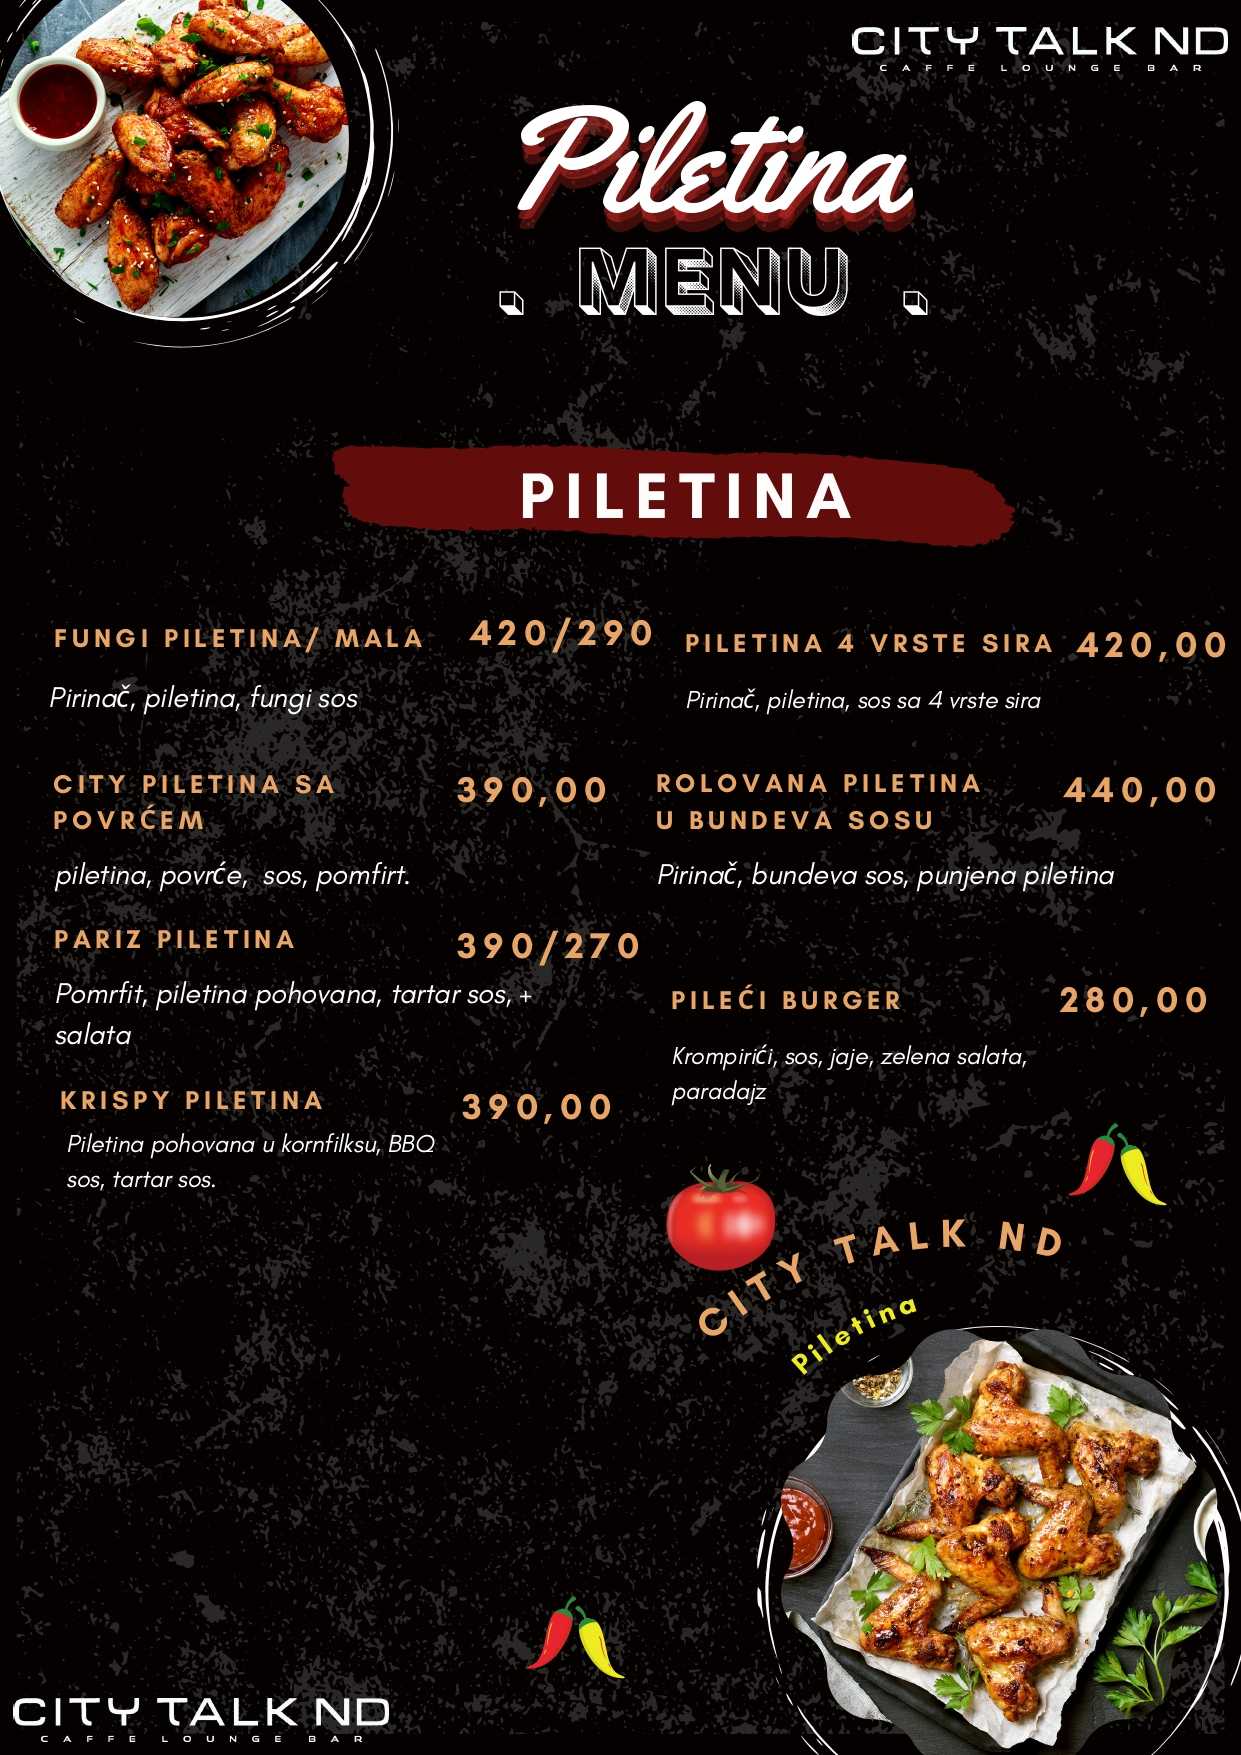 CITY TALK ND
CAFFE LOUNGE BAR
Piletina
MENU
PILETINA
FUNGI PILETINA/ MALA 420/290
Pirinač, piletina, fungi sos
CITY PILETINA SA 390,00
POVRĆEM
piletina, povrće, sos, pomfirt.
PARIZ PILETINA 390/270
Pomrfit, piletina pohovana, tartar sos, +
salata
KRISPY PILETINA 390,00
Piletina pohovana u kornfilksu, BBQ
sos, tartar sos.
PILETINA 4 VRSTE SIRA 420,00
Pirinač, piletina, sos sa 4 vrste sira
ROLOVANA PILETINA 440,00
U BUNDEVA SOSU
Pirinač, bundeva sos, punjena piletina
PILEĆI BURGER 280,00
Krompirići, sos, jaje, zelena salata,
paradajz
CITY TALK ND
Piletina
CITY TALK ND
CAFFE LOUNGE BAR